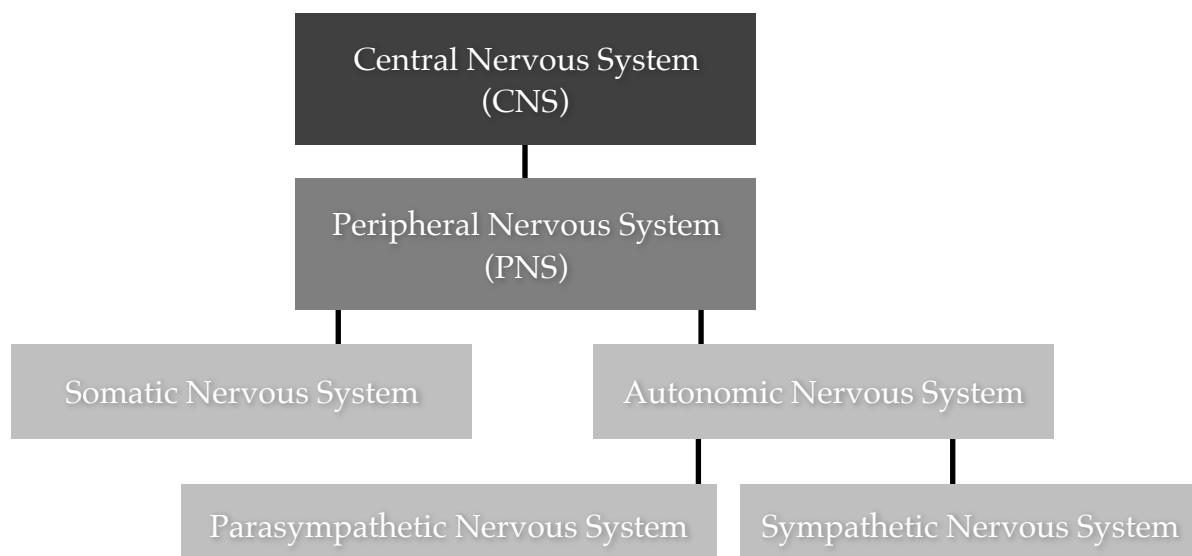 Central Nervous System
(CNS)
Peripheral Nervous System
(PNS)
Somatic Nervous System
Autonomic Nervous System
Parasympathetic Nervous System
Sympathetic Nervous System